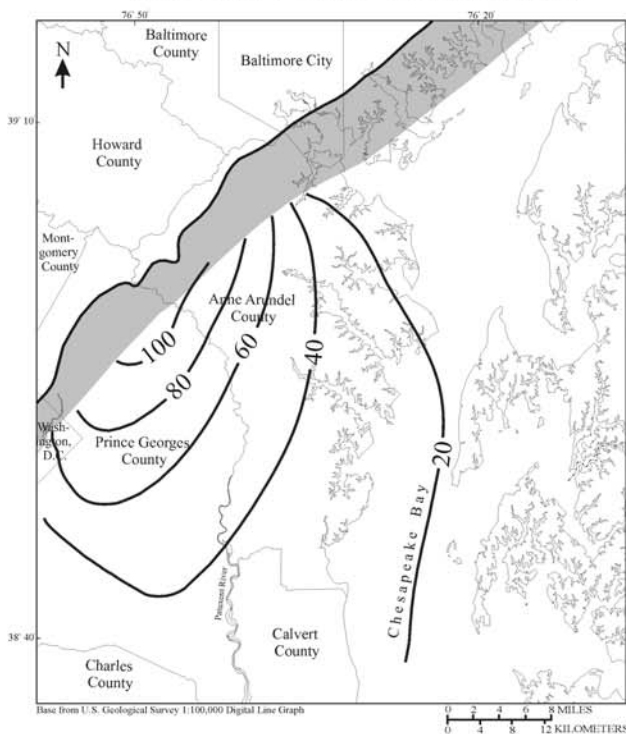 76˚50
76˚20
Baltimore
County
Baltimore City
N
39˚10
Howard
County
Mont-
gomery
County
Anne Arundel
County
100
80
60
40
20
Wash-
ington,
D.C.
Prince Georges
County
Chesapeake Bay
Patuxent River
38˚40
Calvert
County
Charles
County
Base from U.S. Geological Survey 1:100,000 Digital Line Graph
0 2 4 6 8 MILES
0 4 8 12 KILOMETERS